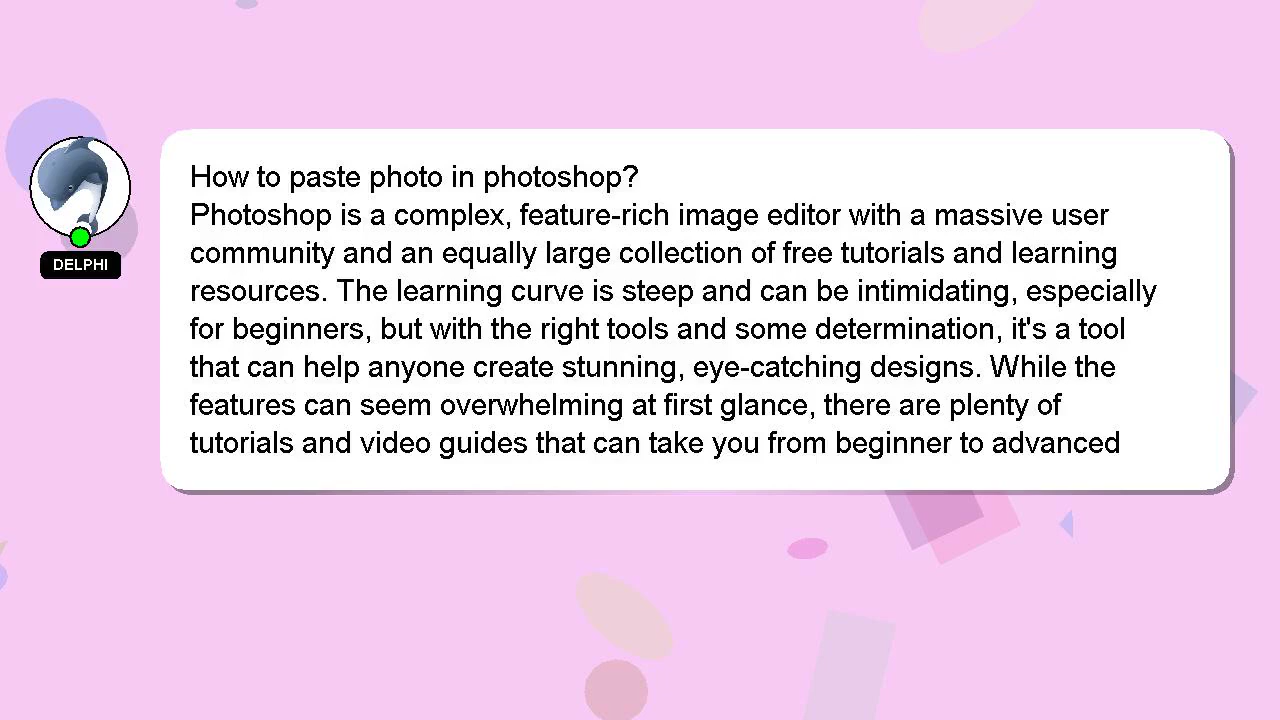 How to paste photo in photoshop?
Photoshop is a complex, feature-rich image editor with a massive user
community and an equally large collection of free tutorials and learning
resources. The learning curve is steep and can be intimidating, especially
for beginners, but with the right tools and some determination, it's a tool
that can help anyone create stunning, eye-catching designs. While the
features can seem overwhelming at first glance, there are plenty of
tutorials and video guides that can take you from beginner to advanced
DELPHI